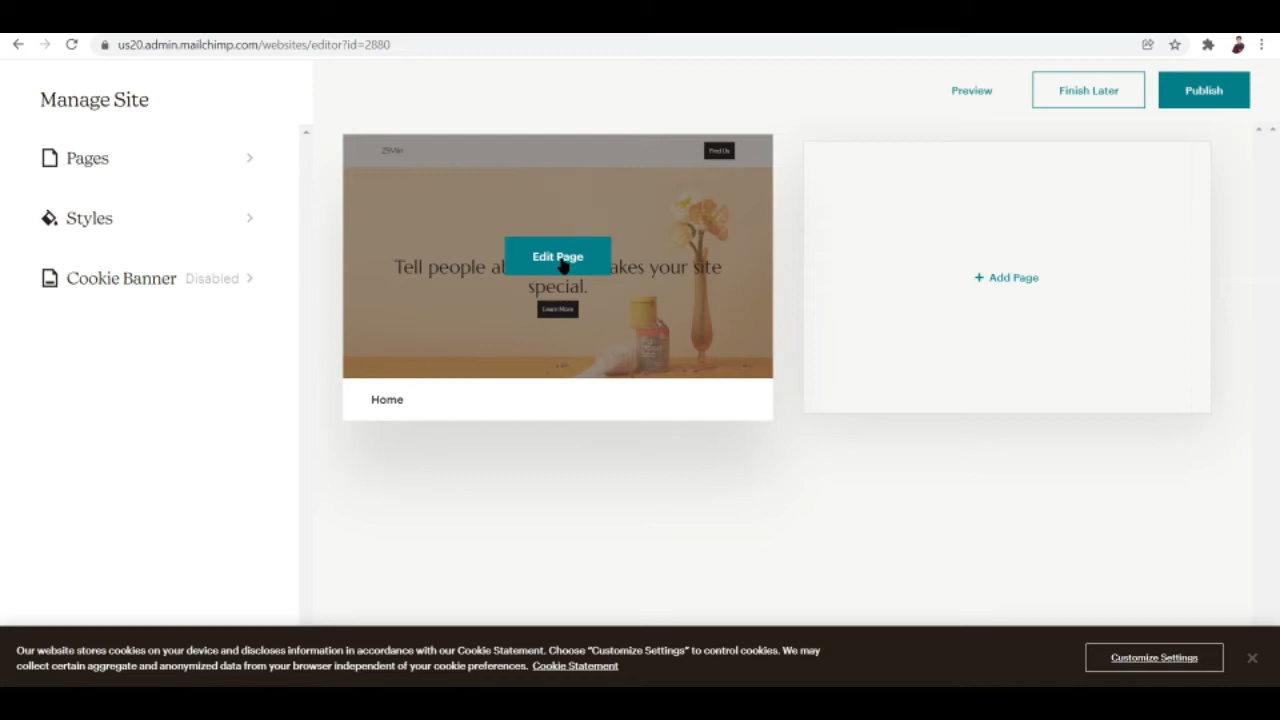 us20.admin.mailchimp.com/websites/editor?id=2880
Manage Site
Pages
Styles
Cookie Banner Disabled
Preview
Finish Later
Publish
Find Us
Edit Page
Tell people akes your site
special.
Learn More
Home
+ Add Page
Our website stores cookies on your device and discloses information in accordance with our Cookie Statement. Choose "Customize Settings" to control cookies. We may
collect certain aggregate and anonymized data from your browser independent of your cookie preferences. Cookie Statement
Customize Settings